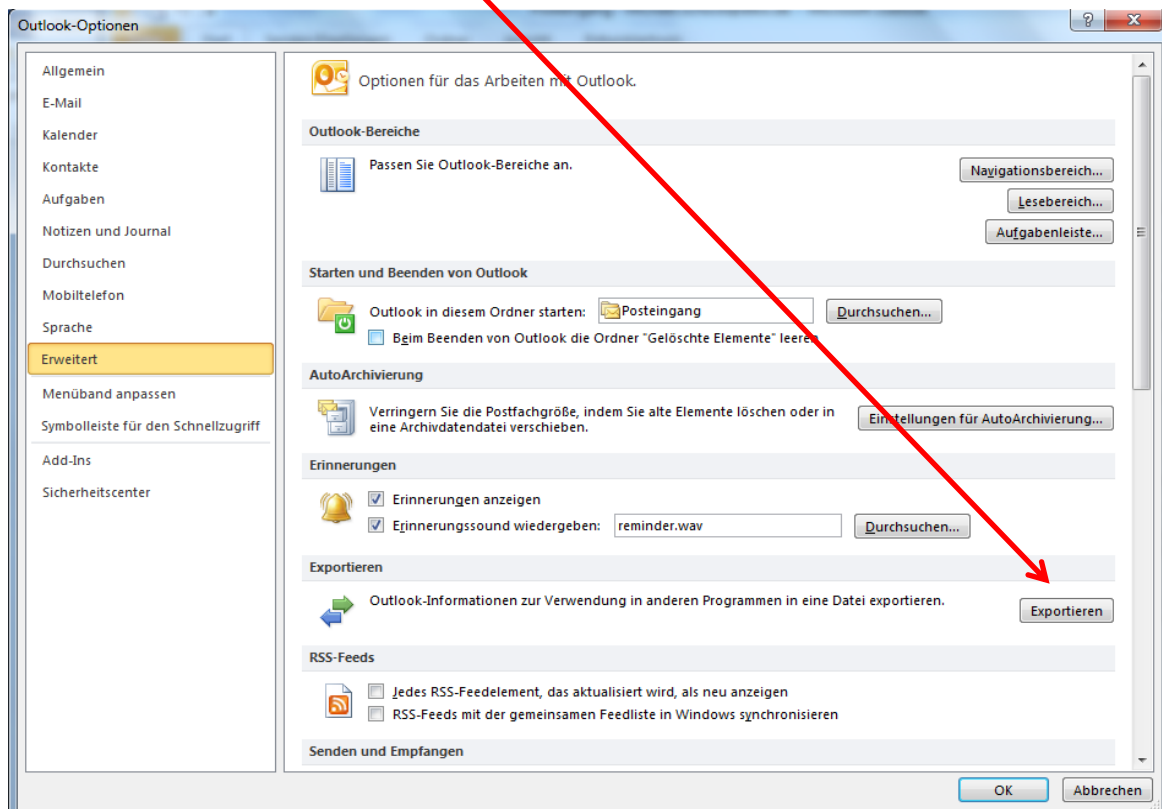 Outlook-Optionen
Allgemein
E-Mail
Kalender
Kontakte
Aufgaben
Notizen und Journal
Durchsuchen
Mobiltelefon
Sprache
Erweitert
Menüband anpassen
Symbolleiste für den Schnellzugriff
Add-Ins
Sicherheitscenter
Optionen für das Arbeiten mit Outlook.
Outlook-Bereiche
Passen Sie Outlook-Bereiche an.
Navigationsbereich...
Lesebereich...
Aufgabenleiste...
Starten und Beenden von Outlook
Outlook in diesem Ordner starten: Posteingang Durchsuchen...
Beim Beenden von Outlook die Ordner "Gelöschte Elemente" leeren
AutoArchivierung
Verringern Sie die Postfachgröße, indem Sie alte Elemente löschen oder in
eine Archivdatendatei verschieben.
Einstellungen für AutoArchivierung...
Erinnerungen
Erinnerungen anzeigen
Erinnerungssound wiedergeben: reminder.wav Durchsuchen...
Exportieren
Outlook-Informationen zur Verwendung in anderen Programmen in eine Datei exportieren.
Exportieren
RSS-Feeds
Jedes RSS-Feedelement, das aktualisiert wird, als neu anzeigen
RSS-Feeds mit der gemeinsamen Feedliste in Windows synchronisieren
Senden und Empfangen
OK Abbrechen